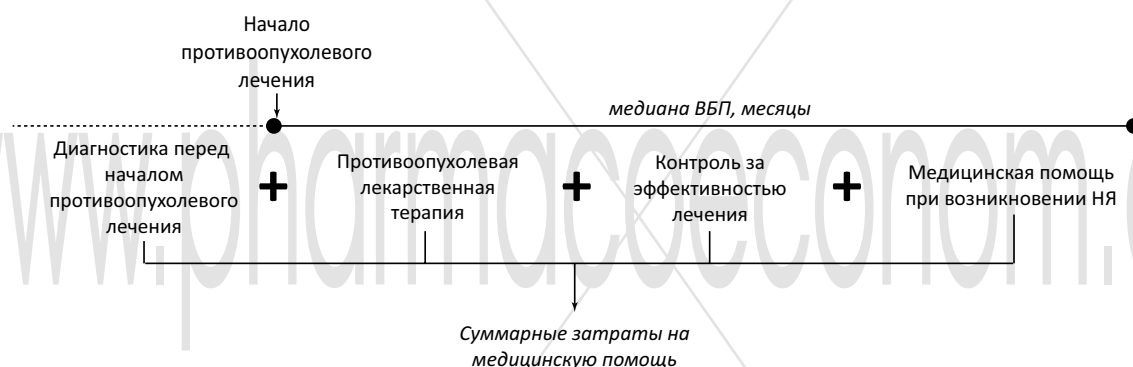 Начало
противоопухолевого
лечения
медиана ВБП, месяцы
Диагностика перед
началом
противоопухолевого
лечения
+
Противоопухолевая
лекарственная
терапия
+
Контроль за
эффективностью
лечения
+
Медицинская помощь
при возникновении НЯ
Суммарные затраты на
медицинскую помощь
www.pharmacoeconom.